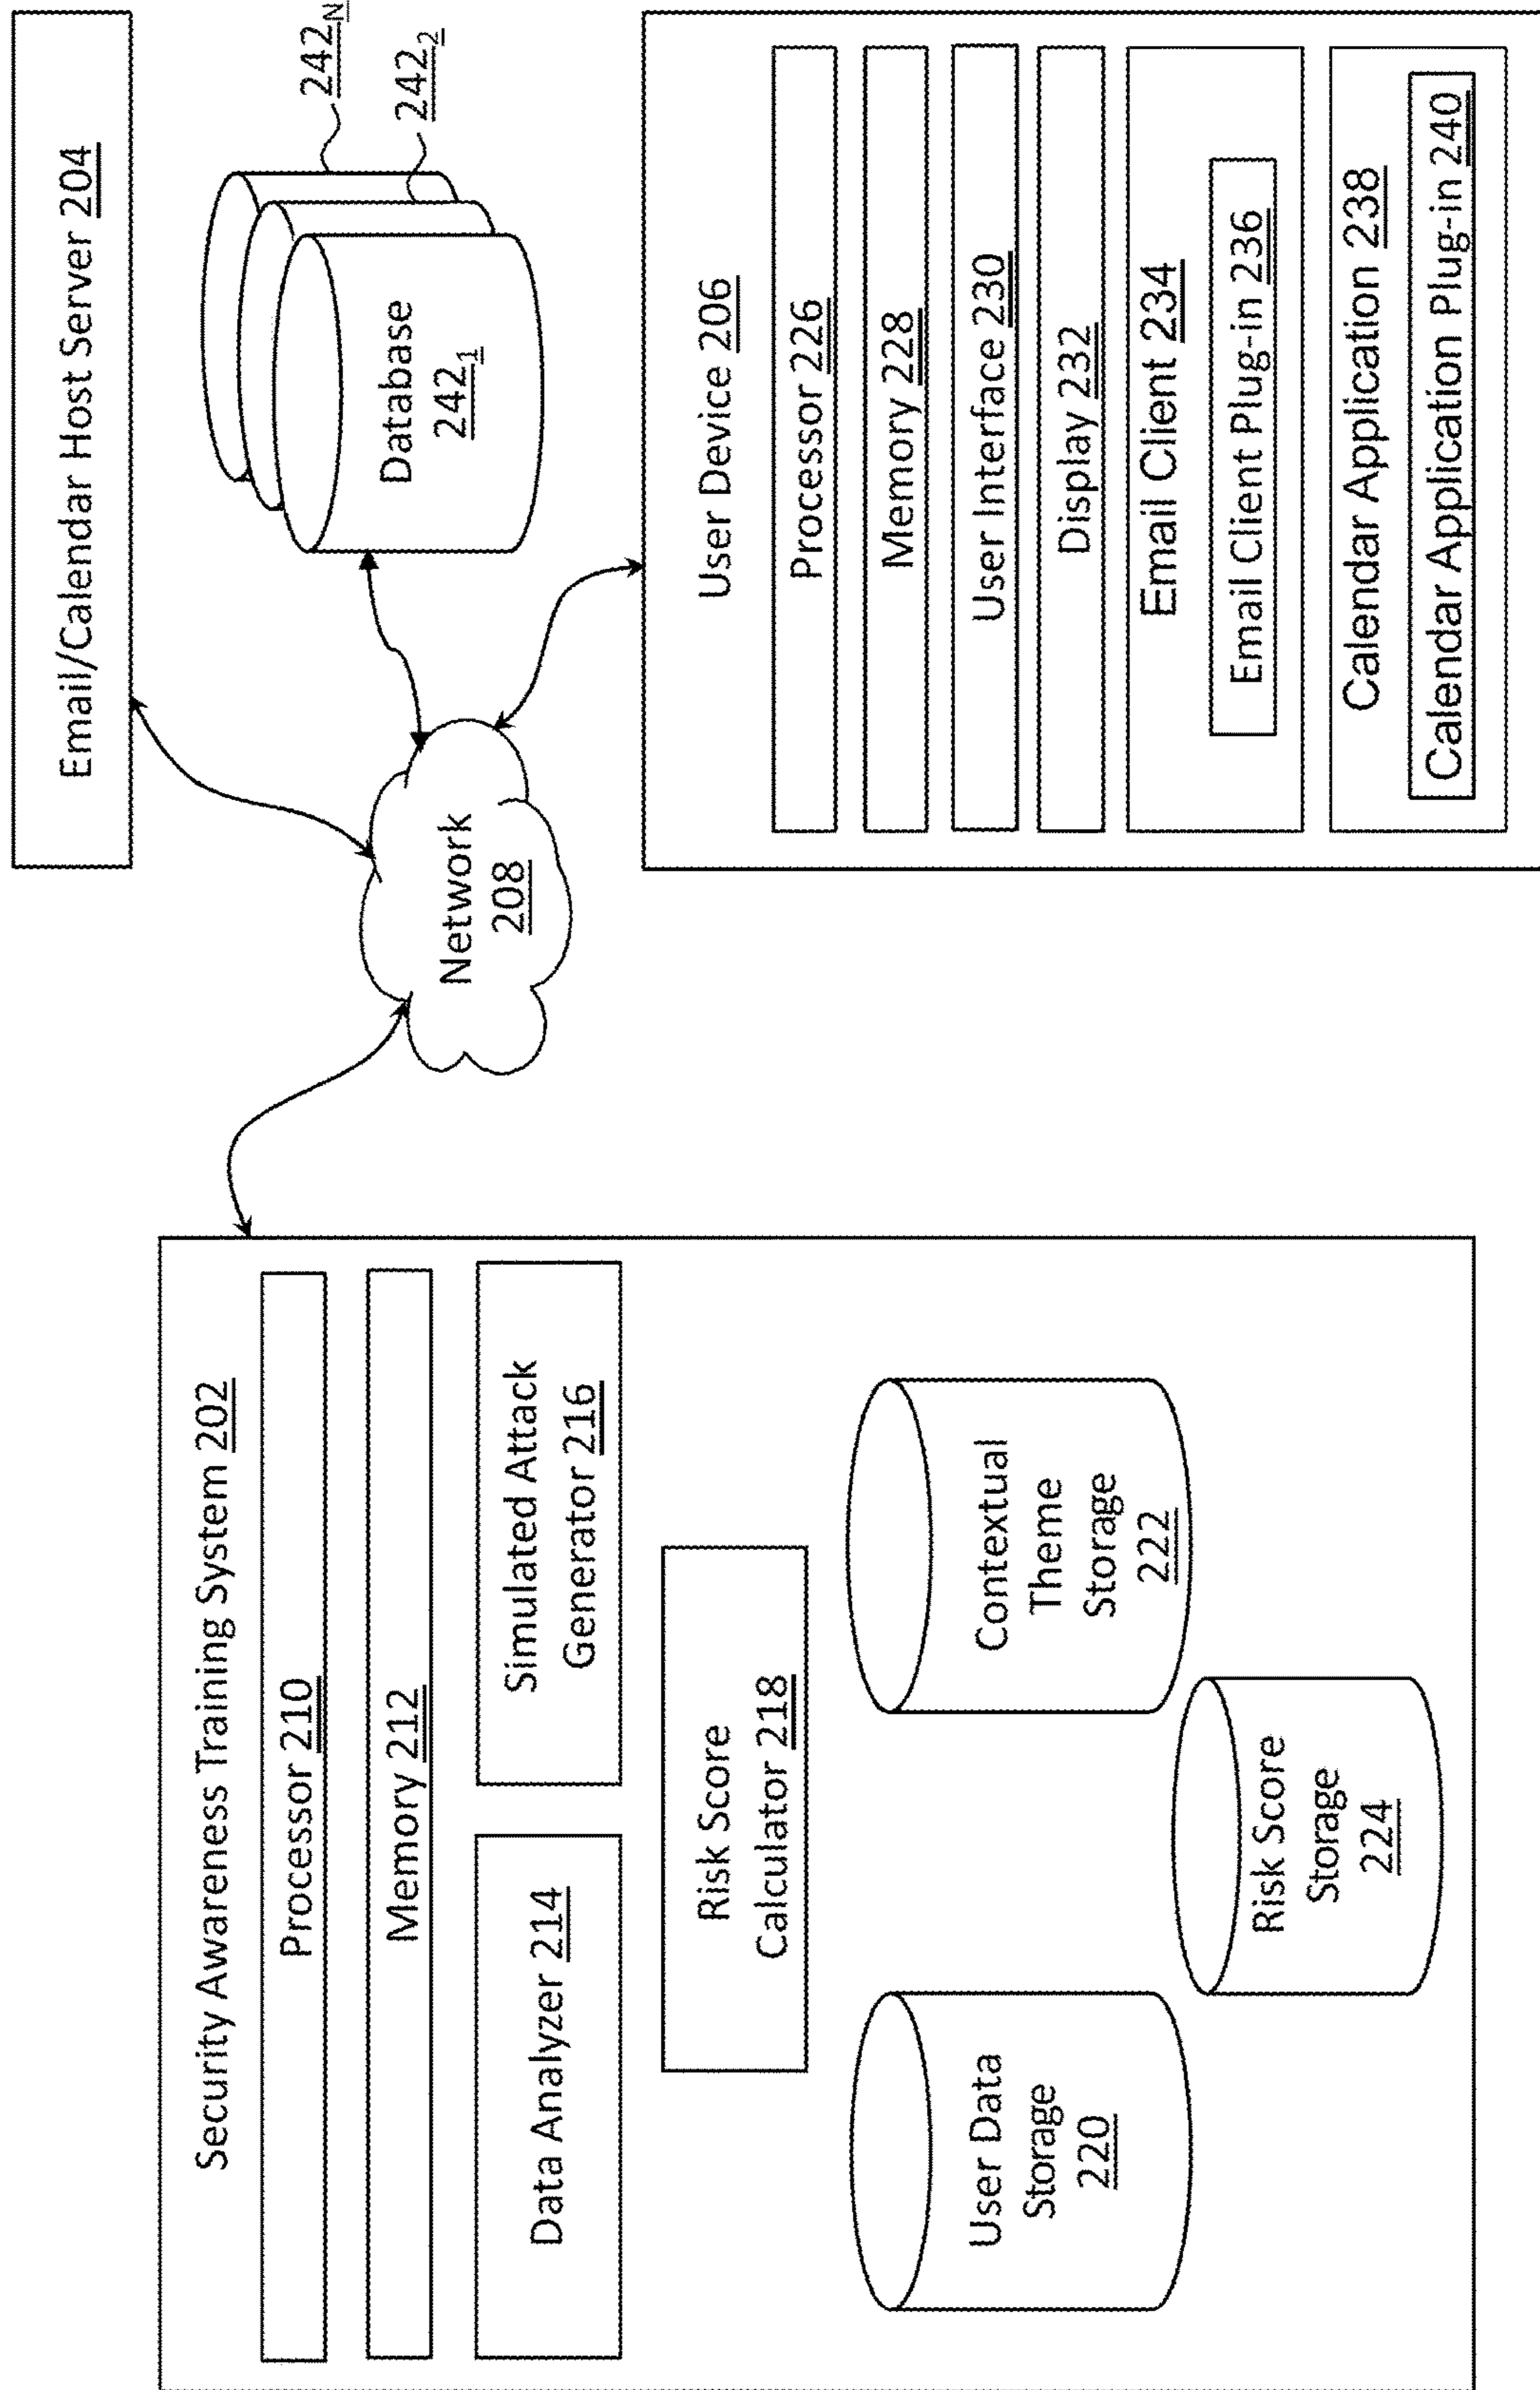 Security Awareness Training System 202
Processor 210
Memory 212
Data Analyzer 214
Simulated Attack
Generator 216
Risk Score
Calculator 218
User Data
Storage
220
Contextual
Theme
Storage
222
Risk Score
Storage
224
Network
208
Email/Calendar Host Server 204
Database
242₁
242₂
242N
User Device 206
Processor 226
Memory 228
User Interface 230
Display 232
Email Client 234
Email Client Plug-in 236
Calendar Application 238
Calendar Application Plug-in 240